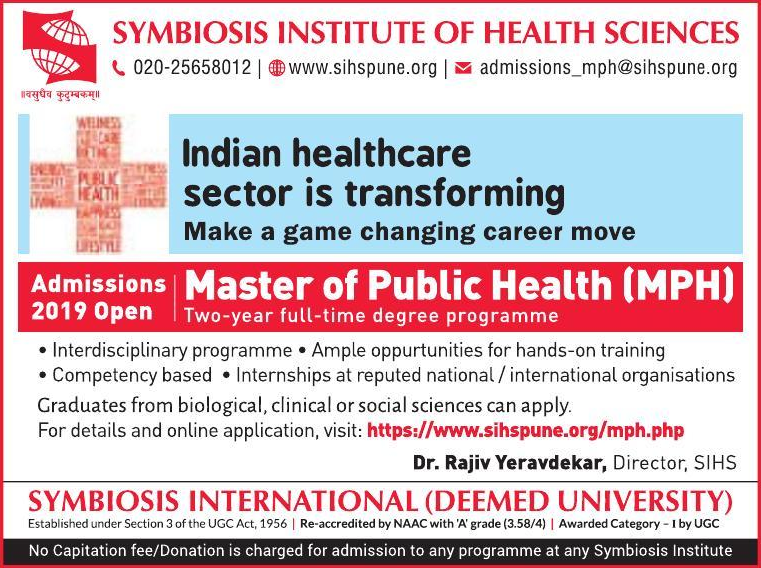 SYMBIOSIS INSTITUTE OF HEALTH SCIENCES
020-25658012 | www.sihspune.org | admissions_mph@sihspune.org
॥वसुधैव कुटुम्बकम्॥
WELLNESS
PUBLIC
HEALTH
HAPPINESS
LIFESTYLE
Indian healthcare
sector is transforming
Make a game changing career move
Admissions
2019 Open
Master of Public Health (MPH)
Two-year full-time degree programme
• Interdisciplinary programme • Ample oppurtunities for hands-on training
• Competency based • Internships at reputed national / international organisations
Graduates from biological, clinical or social sciences can apply.
For details and online application, visit: https://www.sihspune.org/mph.php
Dr. Rajiv Yeravdekar, Director, SIHS
SYMBIOSIS INTERNATIONAL (DEEMED UNIVERSITY)
Established under Section 3 of the UGC Act, 1956 | Re-accredited by NAAC with 'A' grade (3.58/4) | Awarded Category – I by UGC
No Capitation fee/Donation is charged for admission to any programme at any Symbiosis Institute